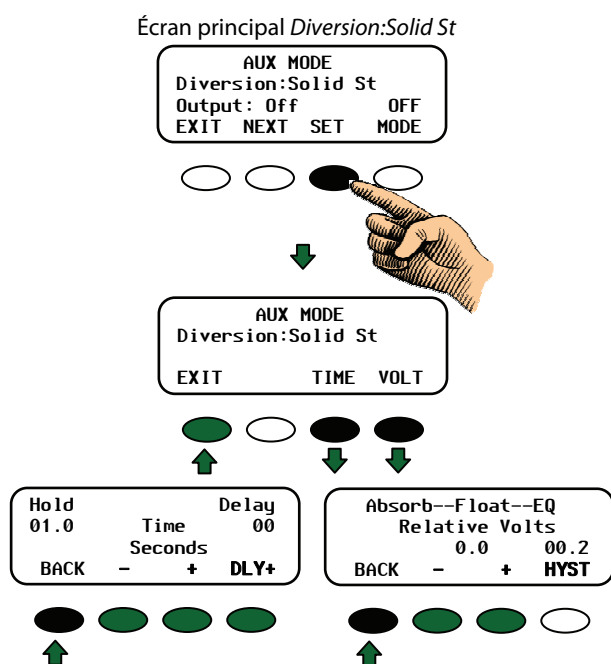 Écran principal Diversion:Solid St
AUX MODE
Diversion:Solid St
Output: Off OFF
EXIT NEXT SET MODE
AUX MODE
Diversion:Solid St
EXIT TIME VOLT
Hold Delay
01.0 Time 00
Seconds
BACK - + DLY+
Absorb--Float--EQ
Relative Volts
0.0 00.2
BACK - + HYST